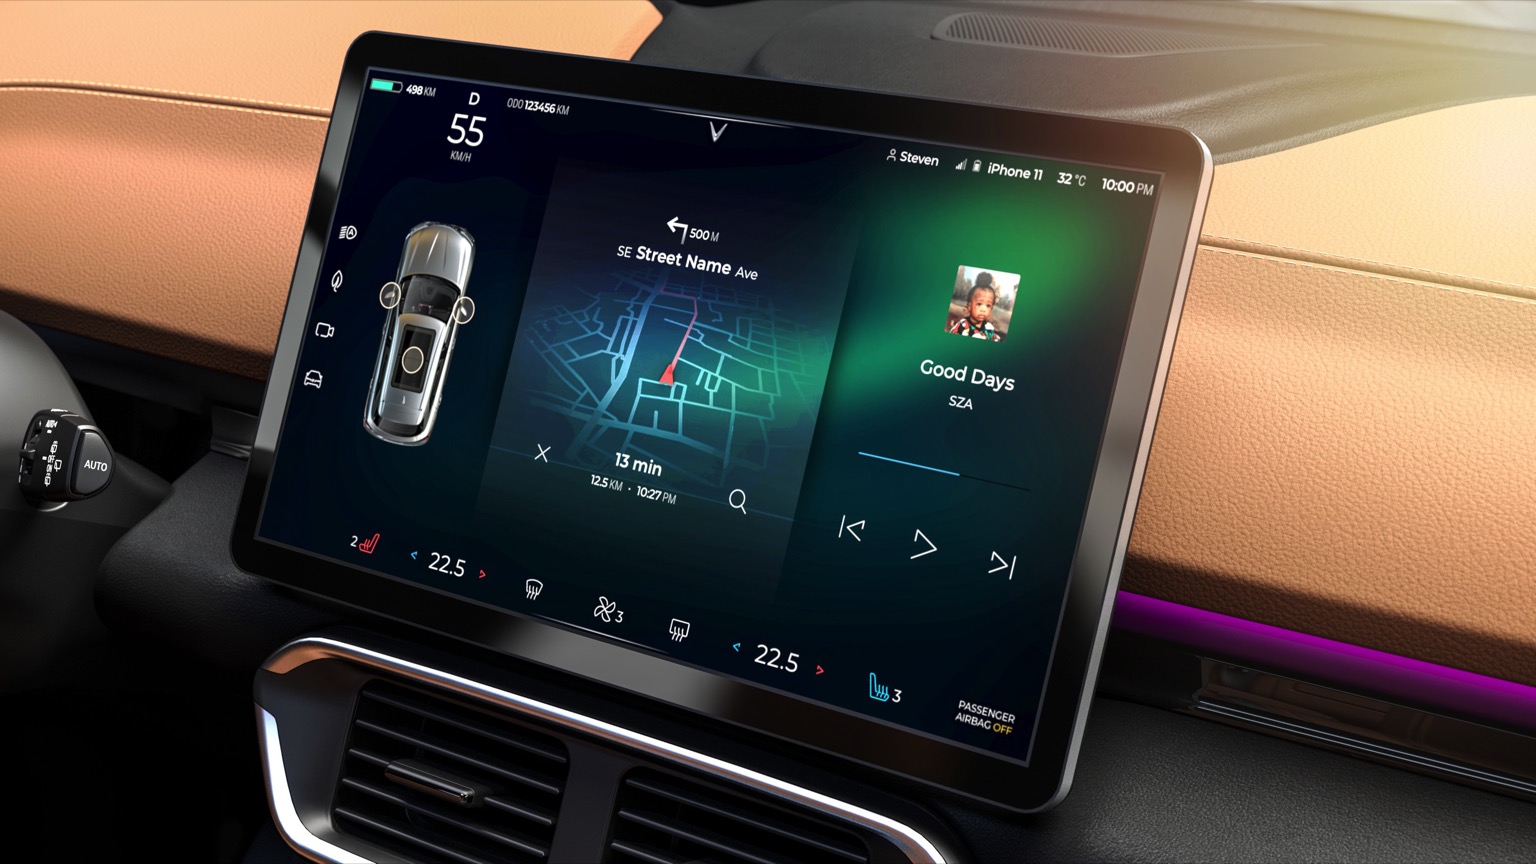 498 KM
D
55
KM/H
ODO 123456 KM
Steven
iPhone 11
32 °C
10:00 PM
500 M
SE Street Name Ave
13 min
12.5 KM · 10:27 PM
Good Days
SZA
2
22.5
3
22.5
3
PASSENGER
AIRBAG OFF
AUTO